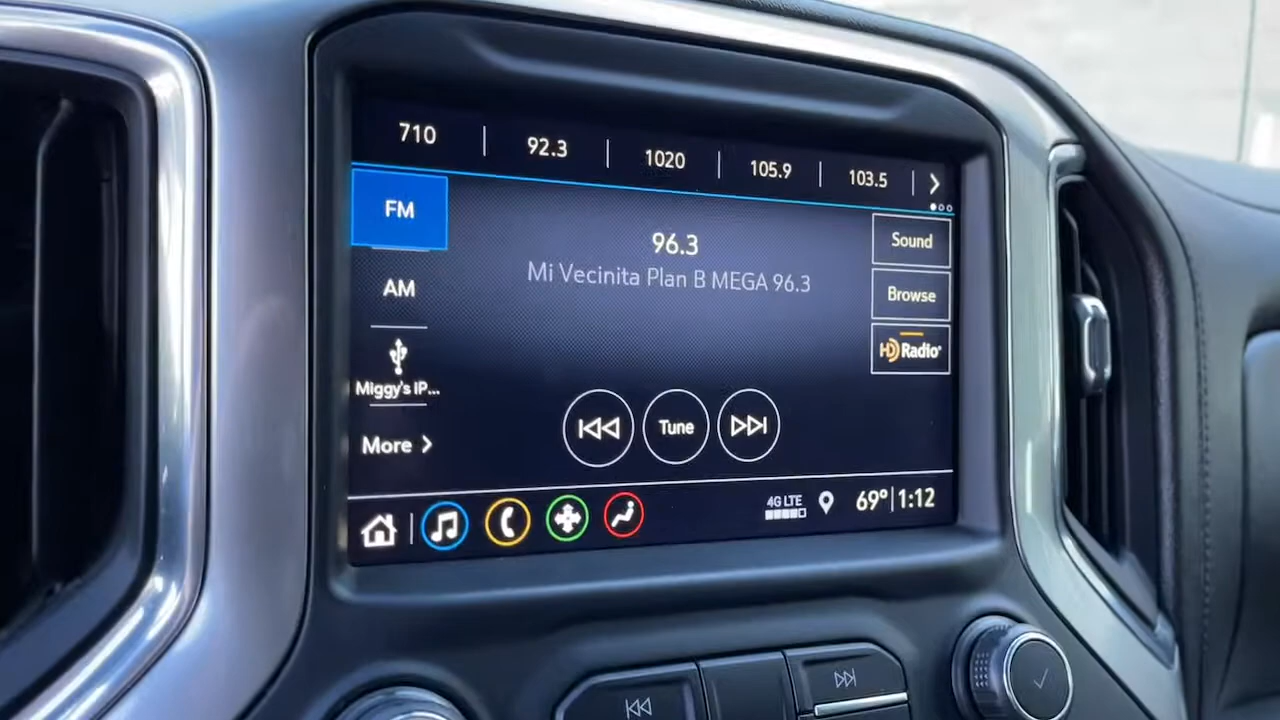 710 | 92.3 | 1020 | 105.9 | 103.5
FM
96.3
Sound
Mi Vecinita Plan B MEGA 96.3
AM
Browse
HD Radio
Miggy's IP...
Tune
More
4G LTE
69° | 1:12